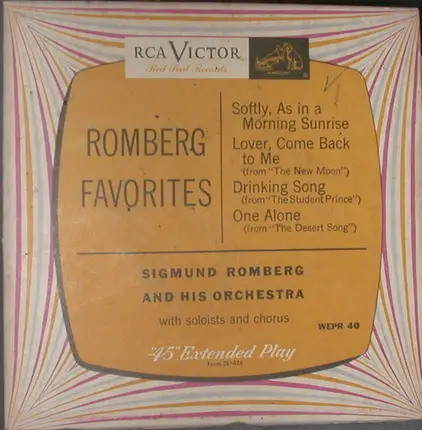 RCA VICTOR
Red Seal Records
ROMBERG
FAVORITES
Softly, As in a
Morning Sunrise
Lover, Come Back
to Me
(from "The New Moon")
Drinking Song
(from "The Student Prince")
One Alone
(from "The Desert Song")
SIGMUND ROMBERG
AND HIS ORCHESTRA
with soloists and chorus
WEPR 40
"45" Extended Play